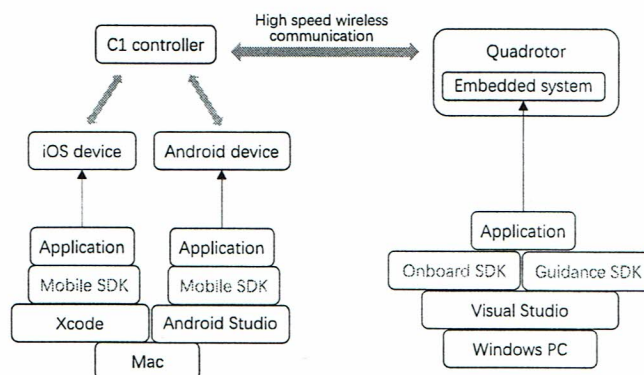 High speed wireless
communication
C1 controller
Quadrotor
Embedded system
iOS device
Android device
Application
Application
Application
Mobile SDK
Mobile SDK
Onboard SDK
Guidance SDK
Xcode
Android Studio
Visual Studio
Mac
Windows PC